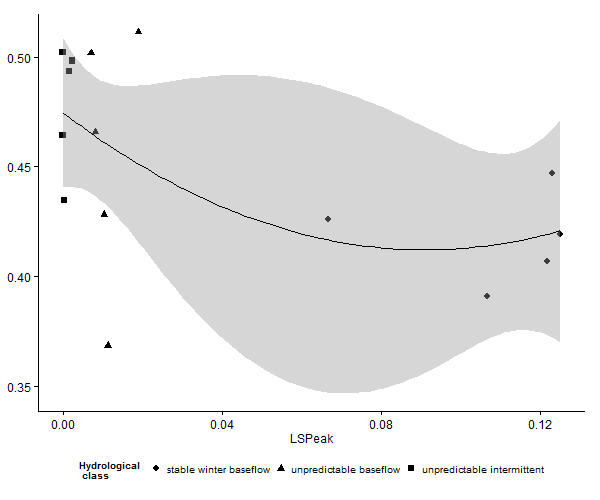 0.50
0.45
0.40
0.35
0.00 0.04 0.08 0.12
LSPeak
Hydrological
class
stable winter baseflow unpredictable baseflow unpredictable intermittent